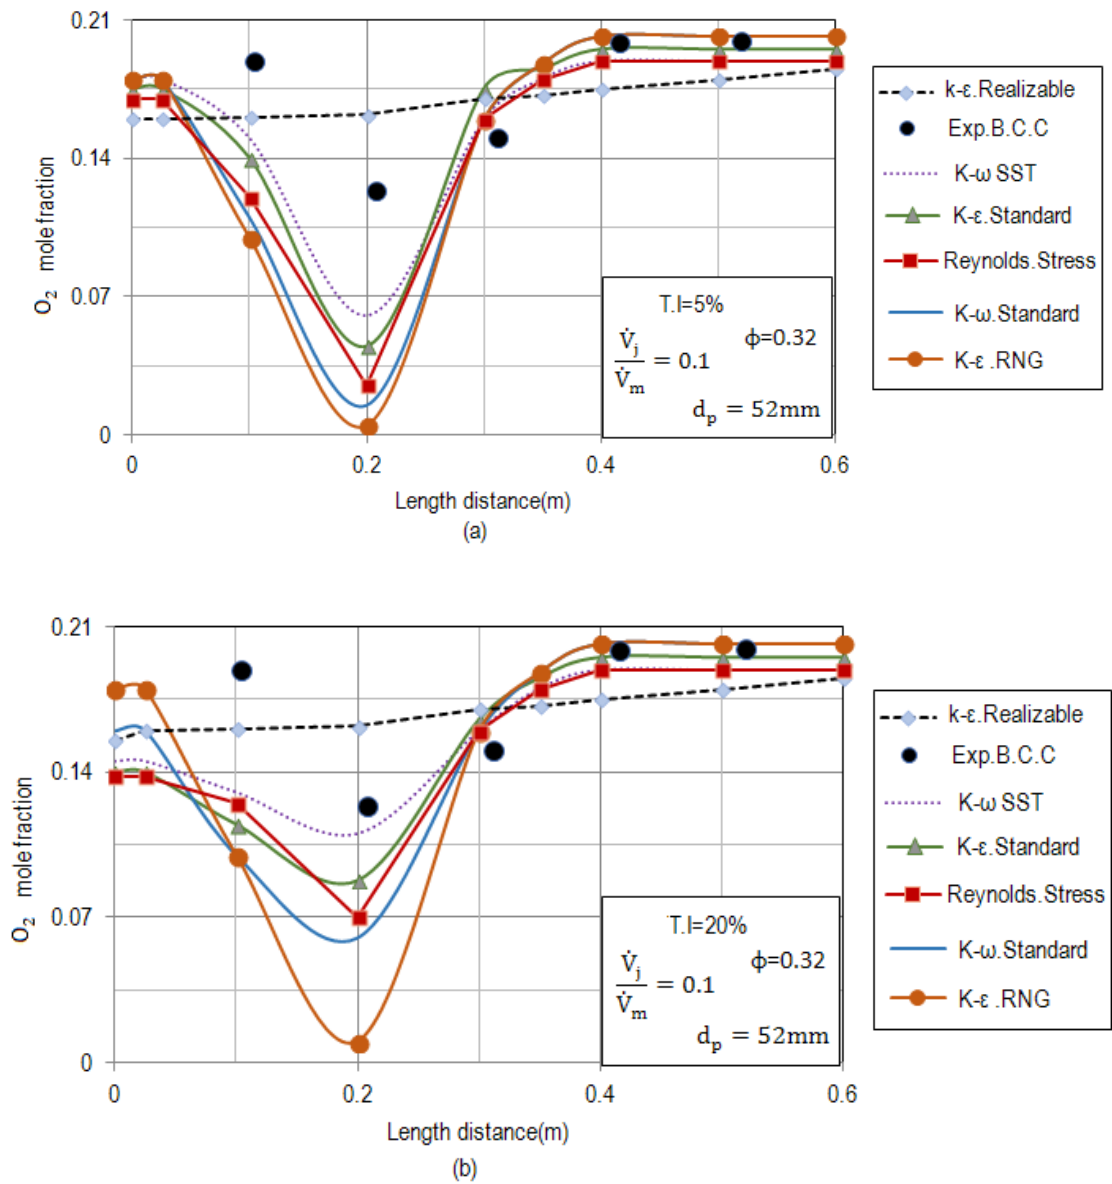 0.21
0.14
0.07
0
O2 mole fraction
0 0.2 0.4 0.6
Length distance(m)
(a)
T.I=5%
V̇j/V̇m = 0.1 ϕ=0.32
dp = 52mm
k-ε.Realizable
Exp.B.C.C
K-ω SST
K-ε.Standard
Reynolds.Stress
K-ω.Standard
K-ε .RNG
0.21
0.14
0.07
0
O2 mole fraction
0 0.2 0.4 0.6
Length distance(m)
(b)
T.I=20%
V̇j/V̇m = 0.1 ϕ=0.32
dp = 52mm
k-ε.Realizable
Exp.B.C.C
K-ω SST
K-ε.Standard
Reynolds.Stress
K-ω.Standard
K-ε .RNG